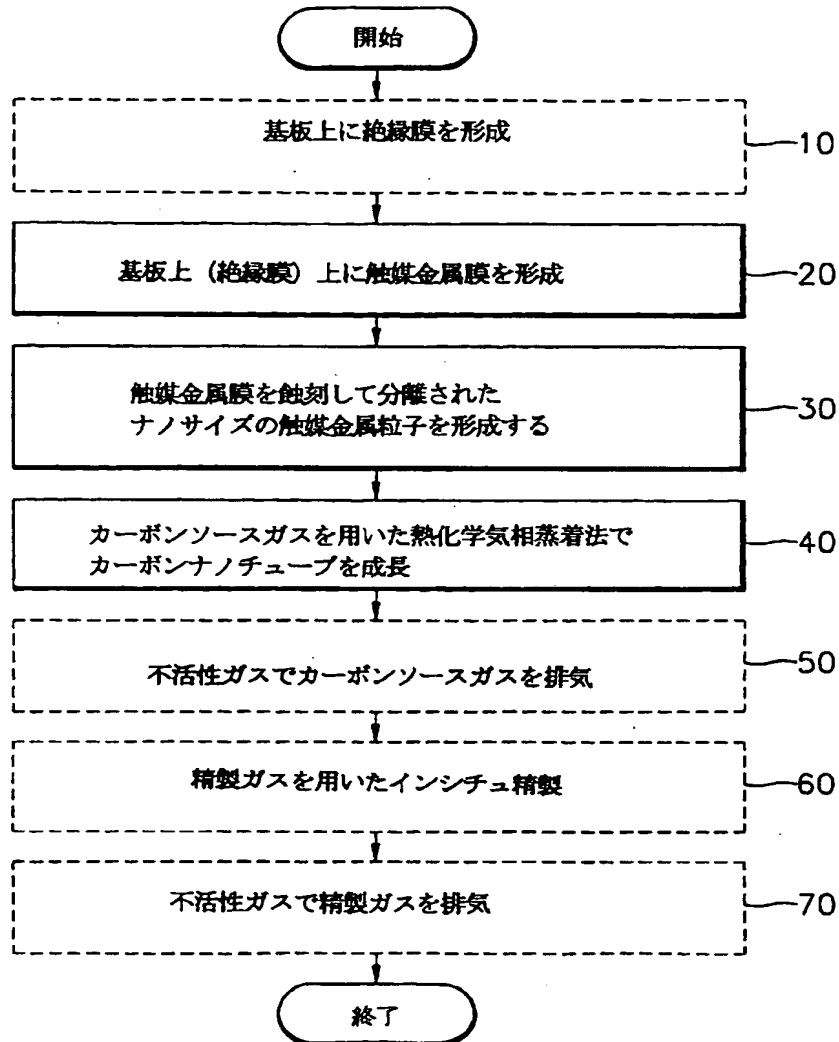 開始
基板上に絶縁膜を形成
10
基板上（絶縁膜）上に触媒金属膜を形成
20
触媒金属膜を蝕刻して分離された
ナノサイズの触媒金属粒子を形成する
30
カーボンソースガスを用いた熱化学気相蒸着法で
カーボンナノチューブを成長
40
不活性ガスでカーボンソースガスを排気
50
精製ガスを用いたインシチュ精製
60
不活性ガスで精製ガスを排気
70
終了